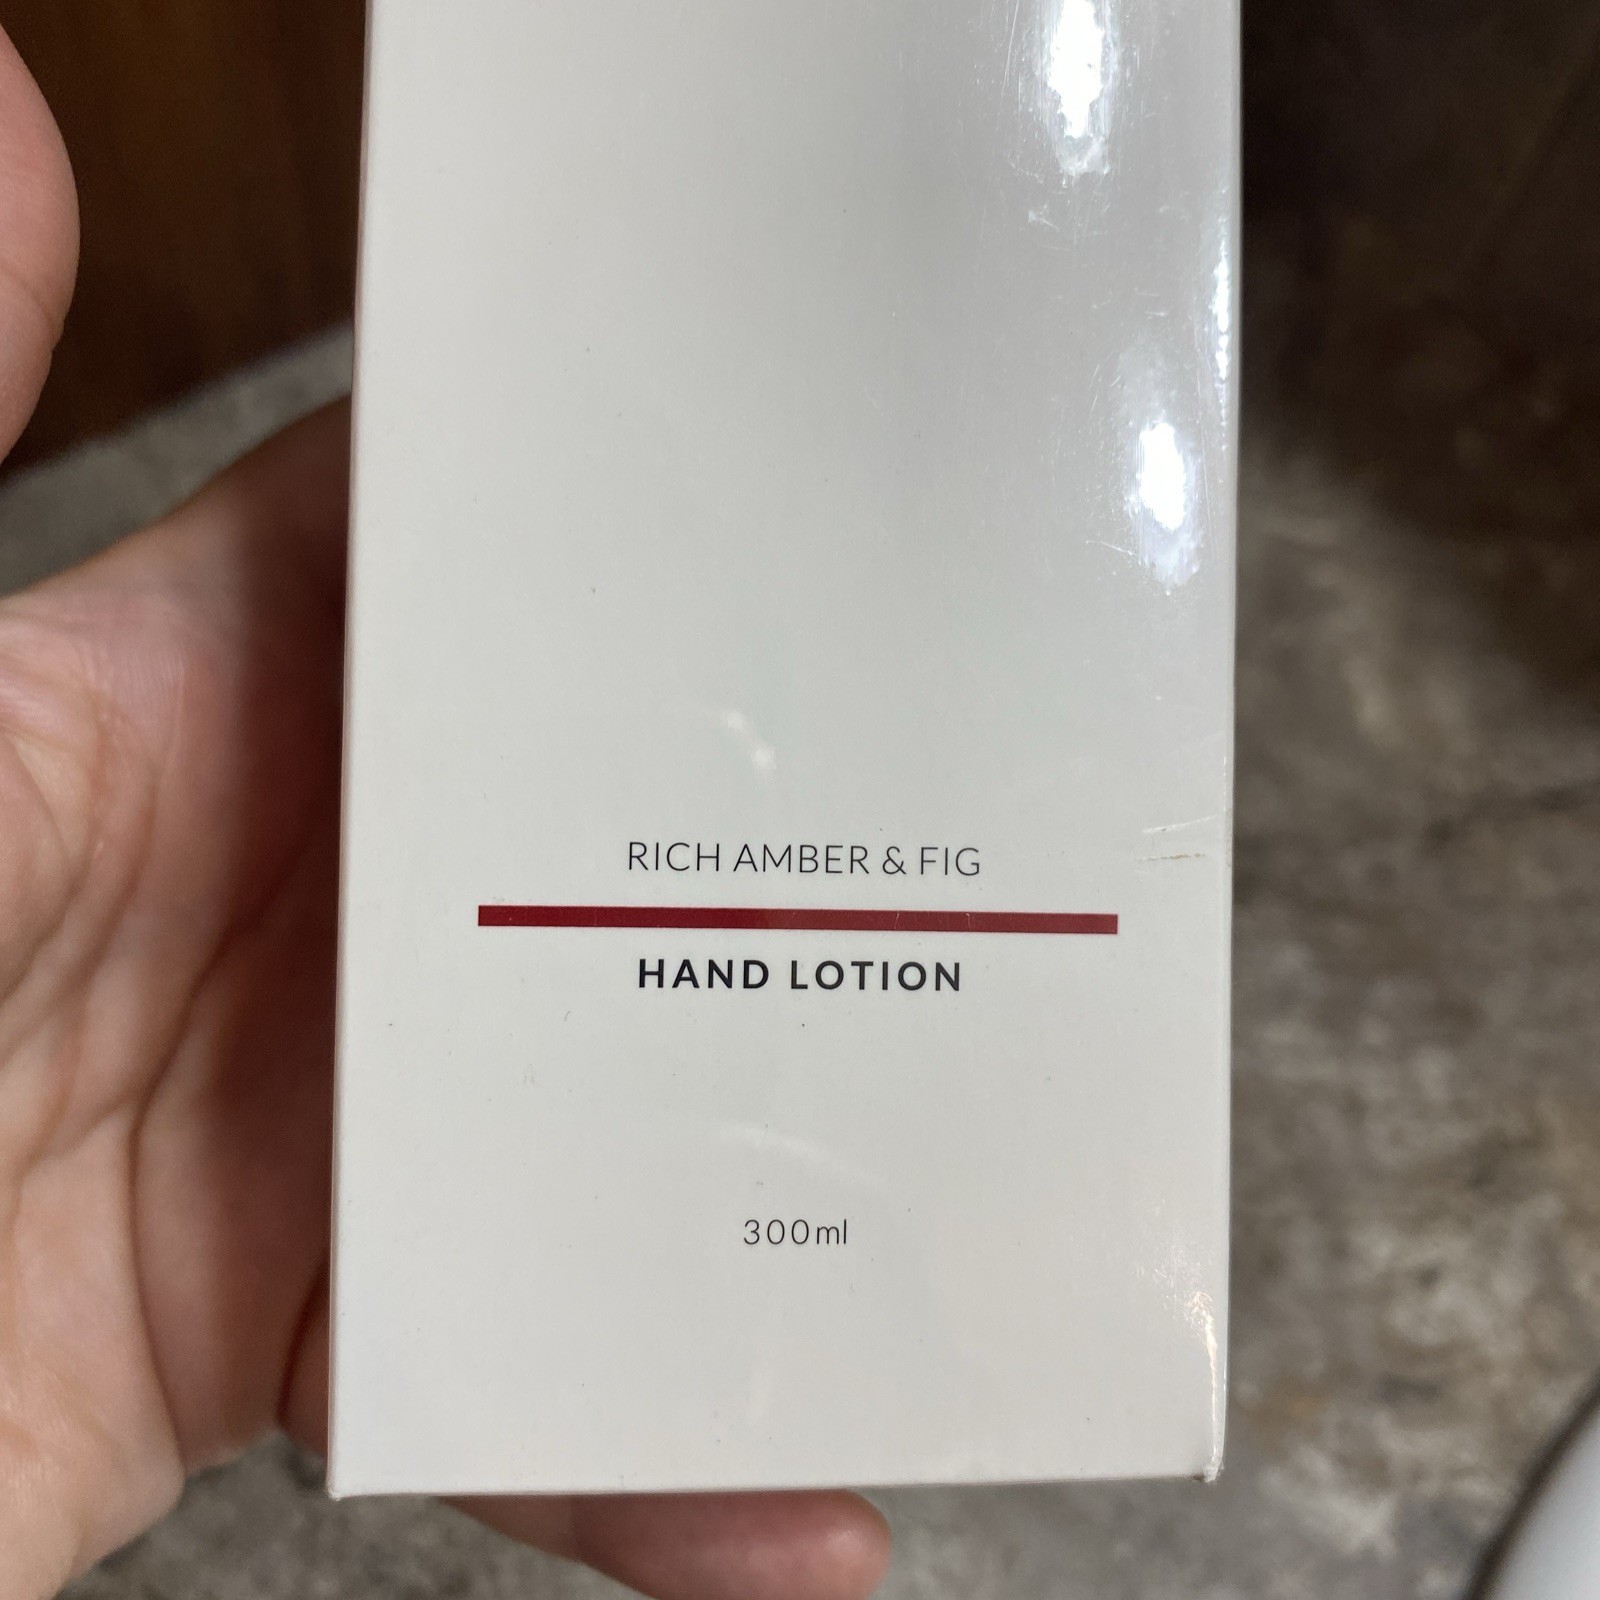 RICH AMBER & FIG
HAND LOTION
300ml